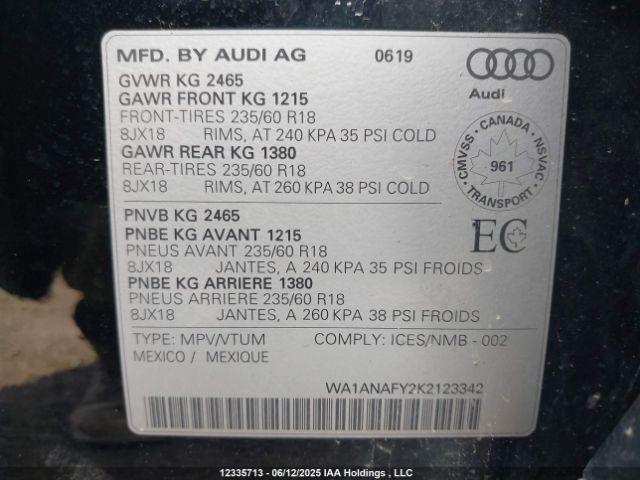 MFD. BY AUDI AG 0619
Audi
GVWR KG 2465
GAWR FRONT KG 1215
FRONT-TIRES 235/60 R18
8JX18 RIMS, AT 240 KPA 35 PSI COLD
GAWR REAR KG 1380
REAR-TIRES 235/60 R18
8JX18 RIMS, AT 260 KPA 38 PSI COLD
CMVSS - CANADA - NSVAC
961
TRANSPORT
PNVB KG 2465
PNBE KG AVANT 1215
PNEUS AVANT 235/60 R18
8JX18 JANTES, A 240 KPA 35 PSI FROIDS
PNBE KG ARRIERE 1380
PNEUS ARRIERE 235/60 R18
8JX18 JANTES, A 260 KPA 38 PSI FROIDS
EC
TYPE: MPV/VTUM COMPLY: ICES/NMB - 002
MEXICO / MEXIQUE
WA1ANAFY2K2123342
12335713 - 06/12/2025 IAA Holdings, LLC